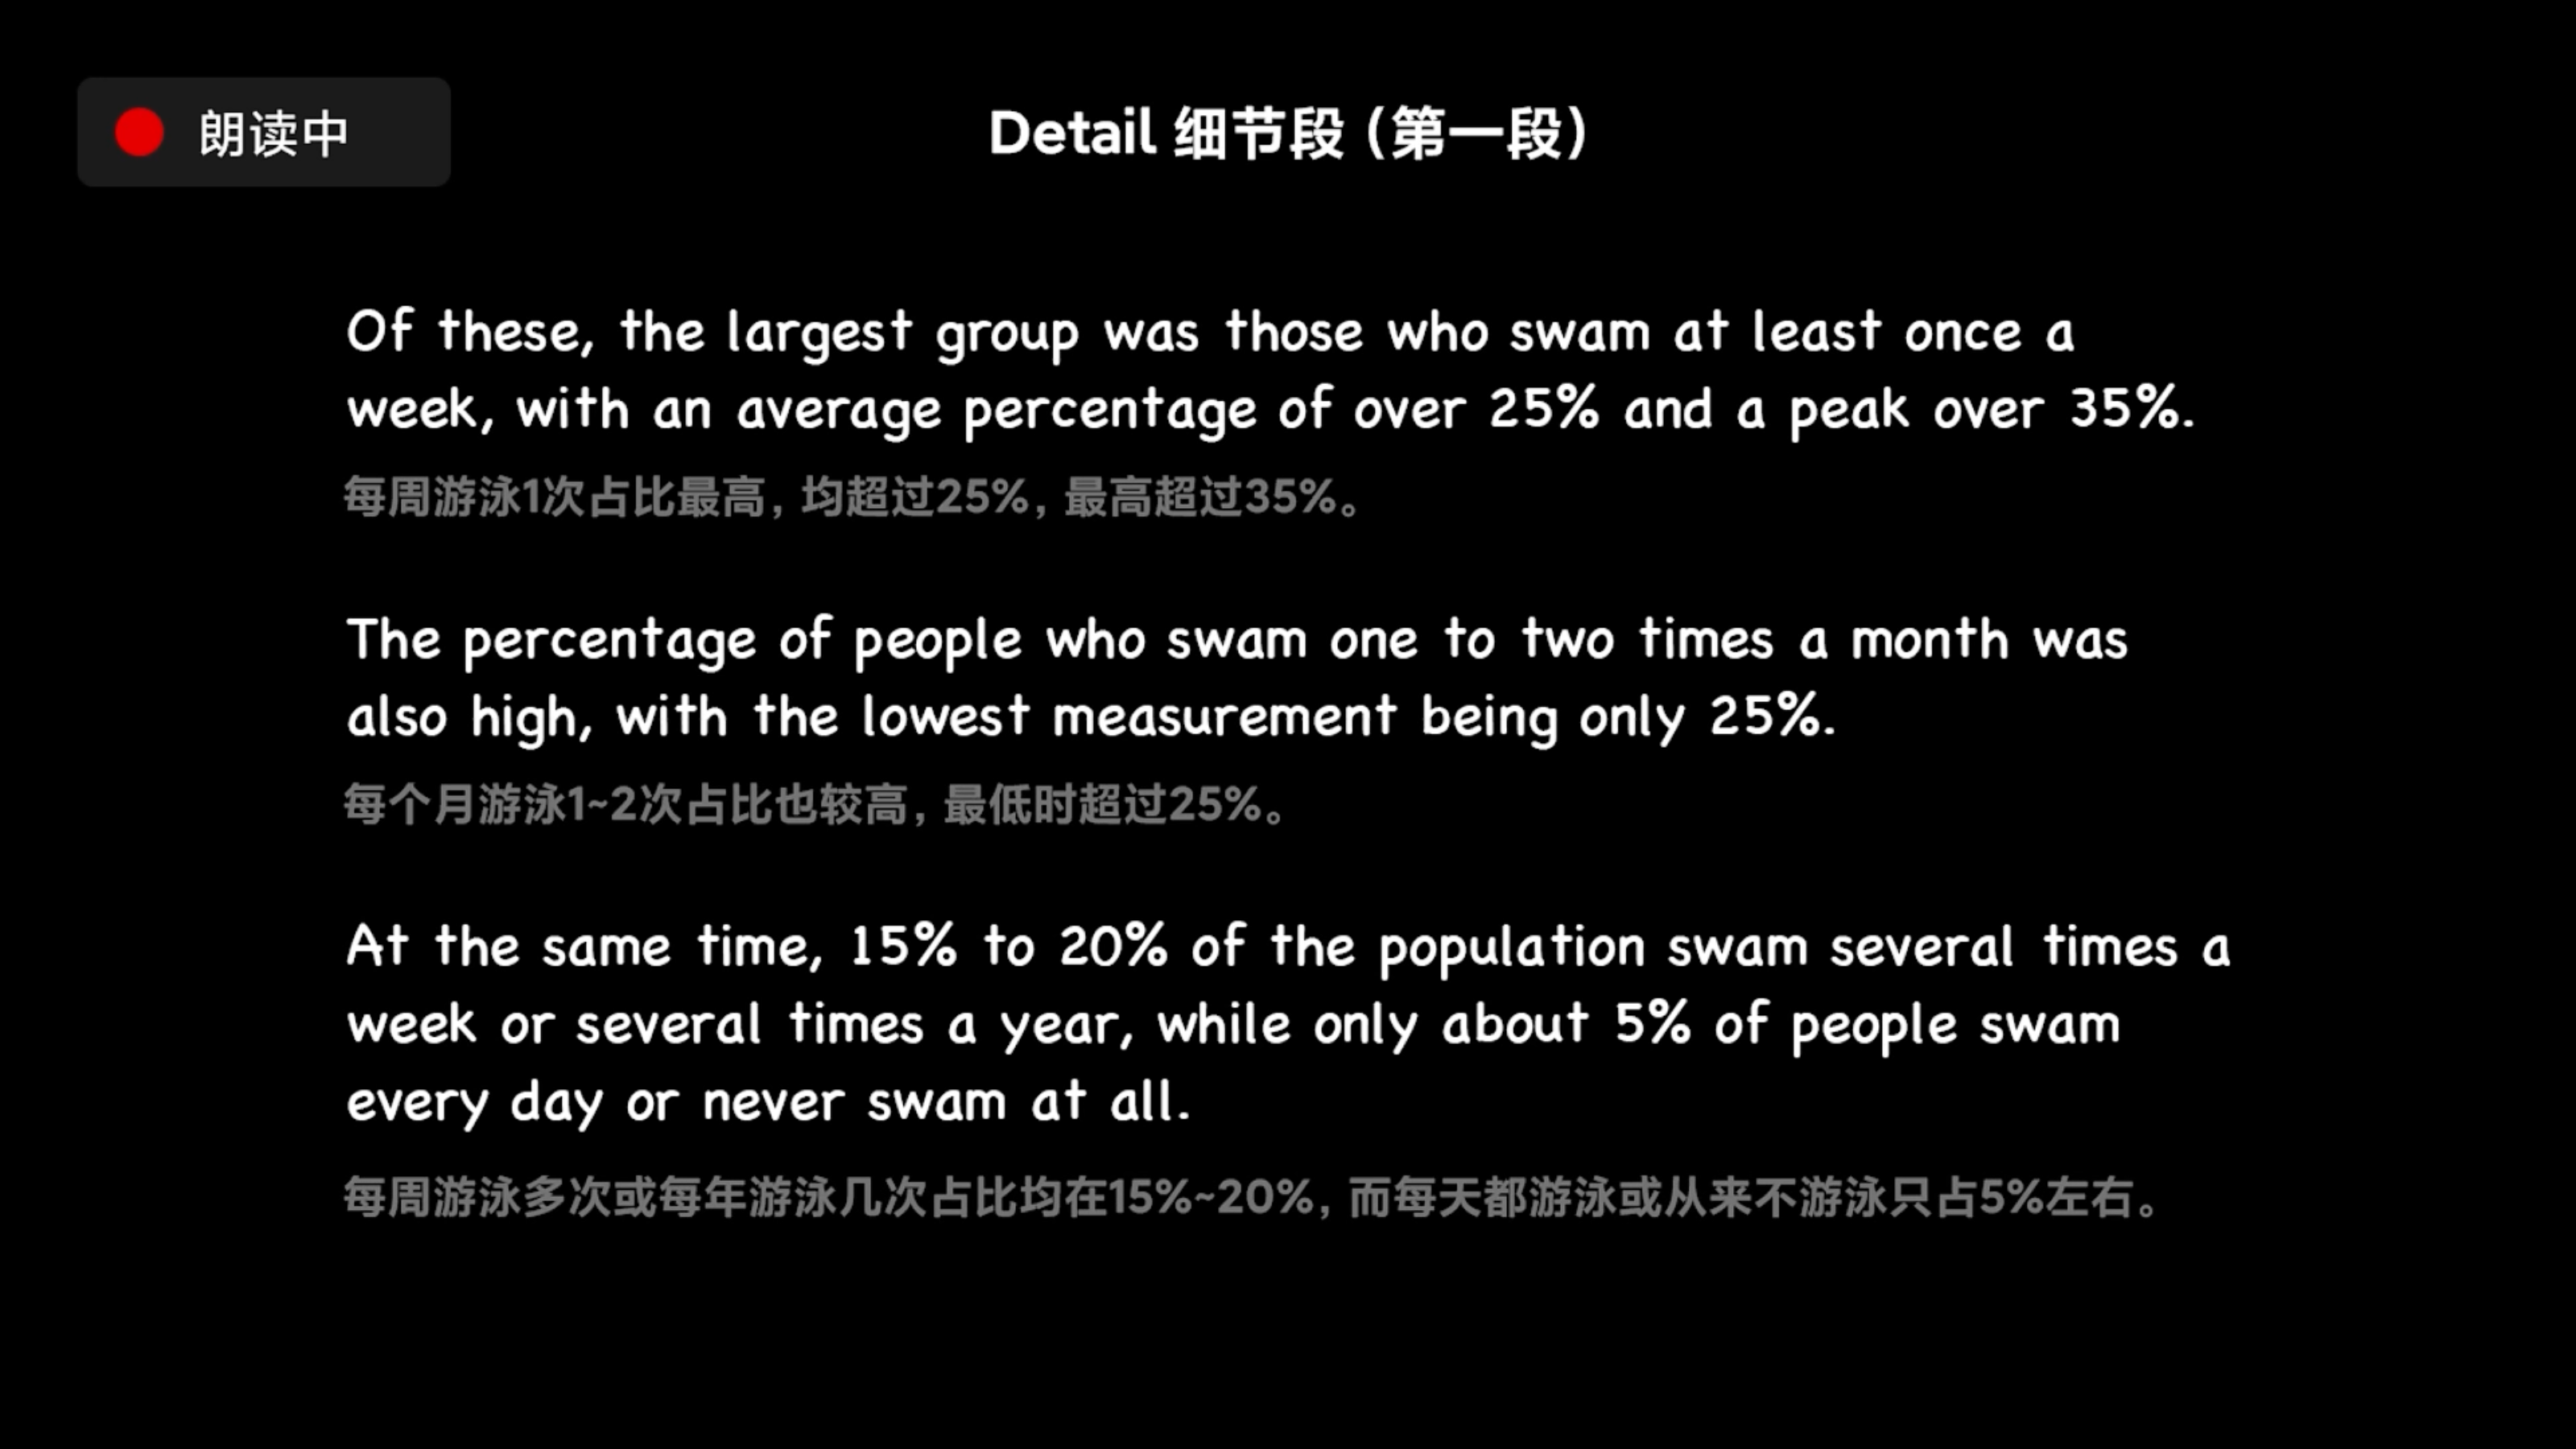 朗读中
Detail 细节段（第一段）
Of these, the largest group was those who swam at least once a
week, with an average percentage of over 25% and a peak over 35%.
每周游泳1次占比最高，均超过25%，最高超过35%。
The percentage of people who swam one to two times a month was
also high, with the lowest measurement being only 25%.
每个月游泳1~2次占比也较高，最低时超过25%。
At the same time, 15% to 20% of the population swam several times a
week or several times a year, while only about 5% of people swam
every day or never swam at all.
每周游泳多次或每年游泳几次占比均在15%~20%，而每天都游泳或从来不游泳只占5%左右。